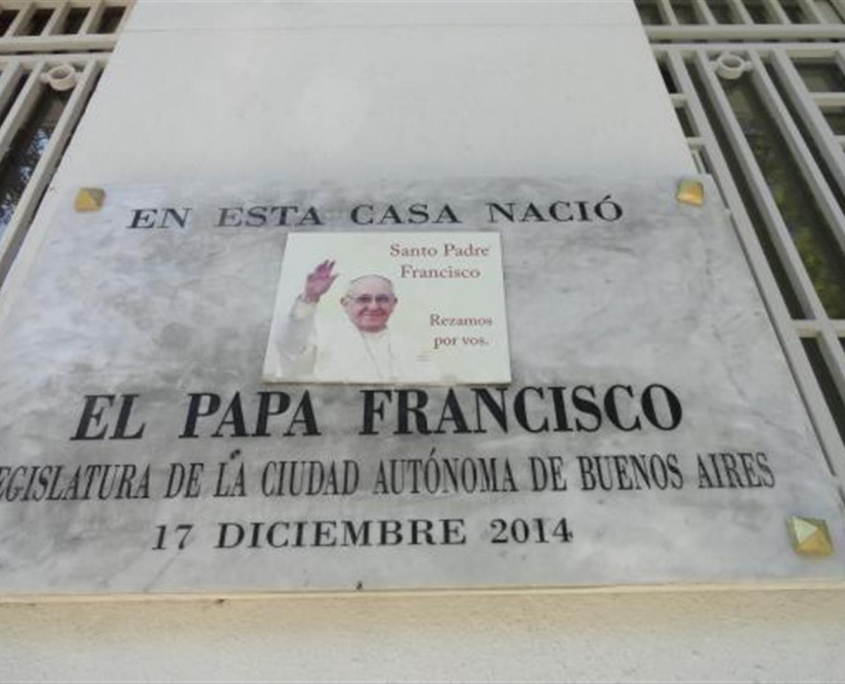 EN ESTA CASA NACIÓ
Santo Padre
Francisco
Rezamos
por vos.
EL PAPA FRANCISCO
EGISLATURA DE LA CIUDAD AUTÓNOMA DE BUENOS AIRES
17 DICIEMBRE 2014